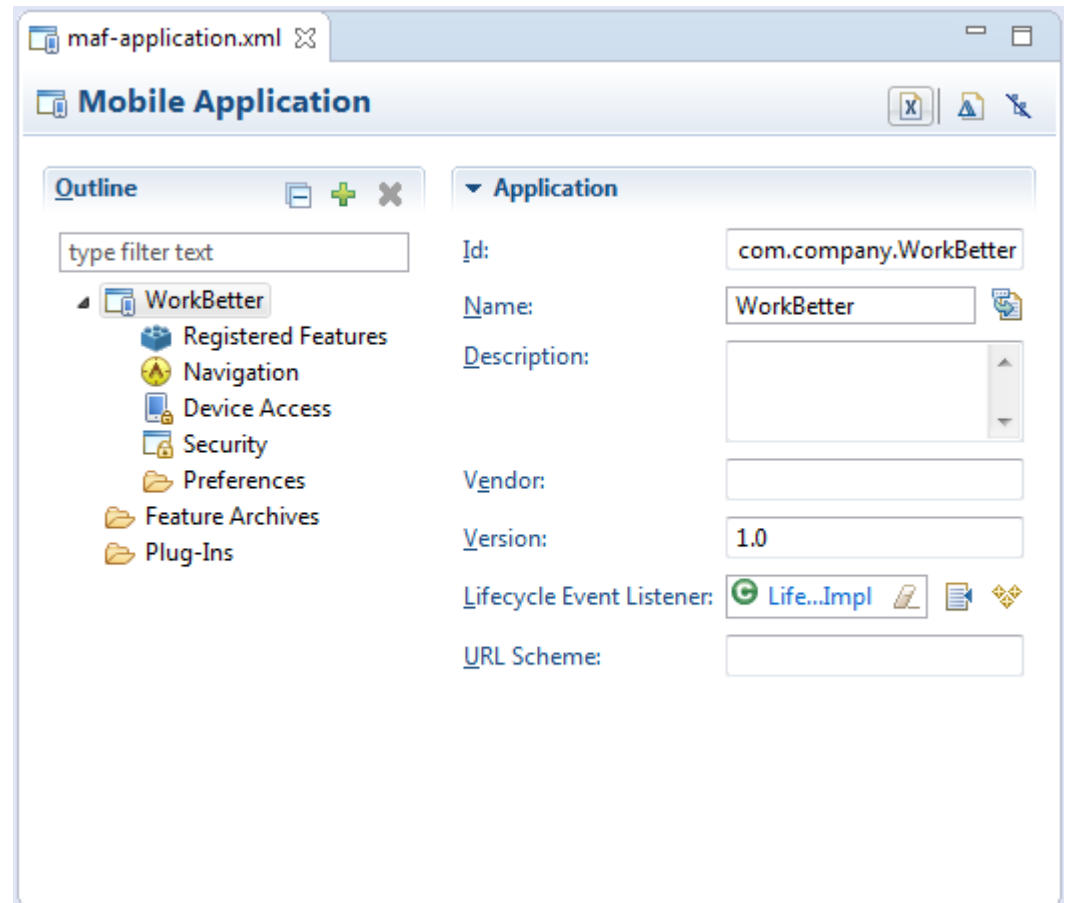 maf-application.xml
Mobile Application
Outline
type filter text
WorkBetter
Registered Features
Navigation
Device Access
Security
Preferences
Feature Archives
Plug-Ins
Application
Id: com.company.WorkBetter
Name: WorkBetter
Description:
Vendor:
Version: 1.0
Lifecycle Event Listener: Life...Impl
URL Scheme: